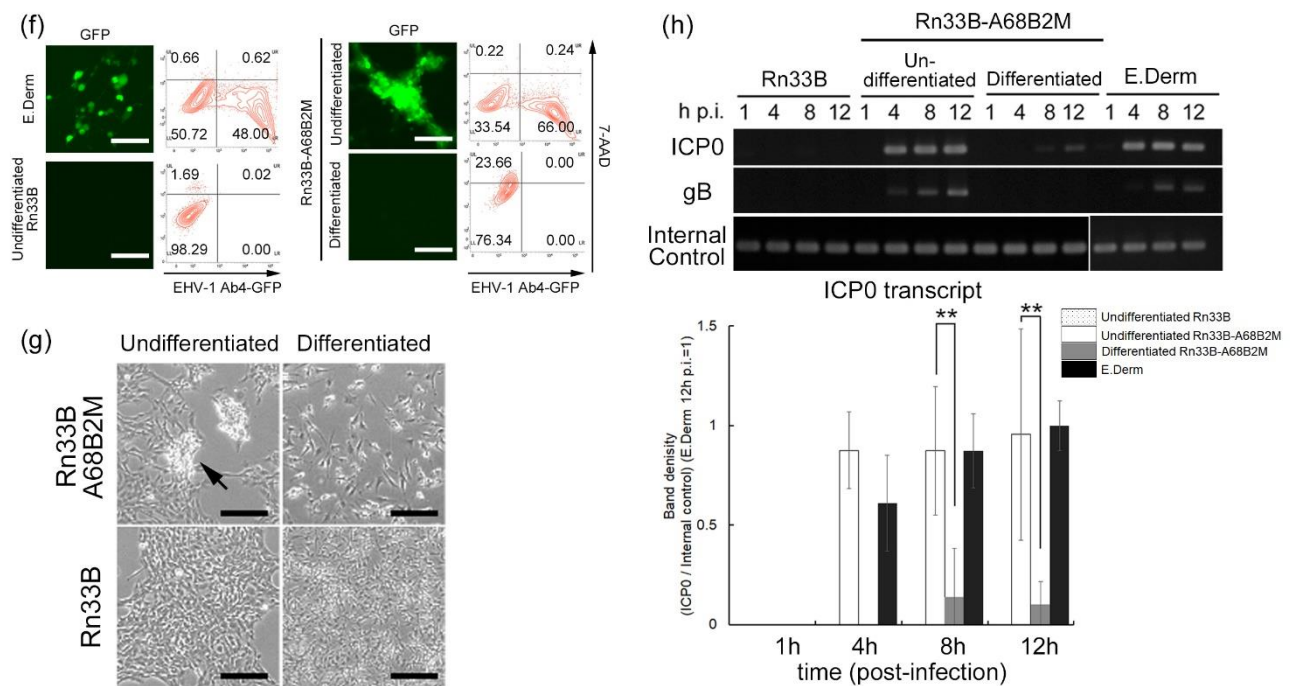 (f)
GFP
E.Derm
0.66 0.62
50.72 48.00
Undifferentiated
Rn33B
1.69 0.02
98.29 0.00
EHV-1 Ab4-GFP
Rn33B-A68B2M
GFP
Undifferentiated
0.22 0.24
33.54 66.00
Differentiated
23.66 0.00
76.34 0.00
7-AAD
EHV-1 Ab4-GFP
(g)
Undifferentiated Differentiated
Rn33B
A68B2M
Rn33B
(h)
Rn33B-A68B2M
Rn33B
Un-
differentiated
Differentiated
E.Derm
h p.i. 1 4 8 12 1 4 8 12 1 4 8 12 1 4 8 12
ICP0
gB
Internal
Control
ICP0 transcript
Undifferentiated Rn33B
Undifferentiated Rn33B-A68B2M
Differentiated Rn33B-A68B2M
E.Derm
** **
Band denisity
(ICP0 / Internal control) (E.Derm 12h p.i.=1)
1.5
1
0.5
0
1h 4h 8h 12h
time (post-infection)